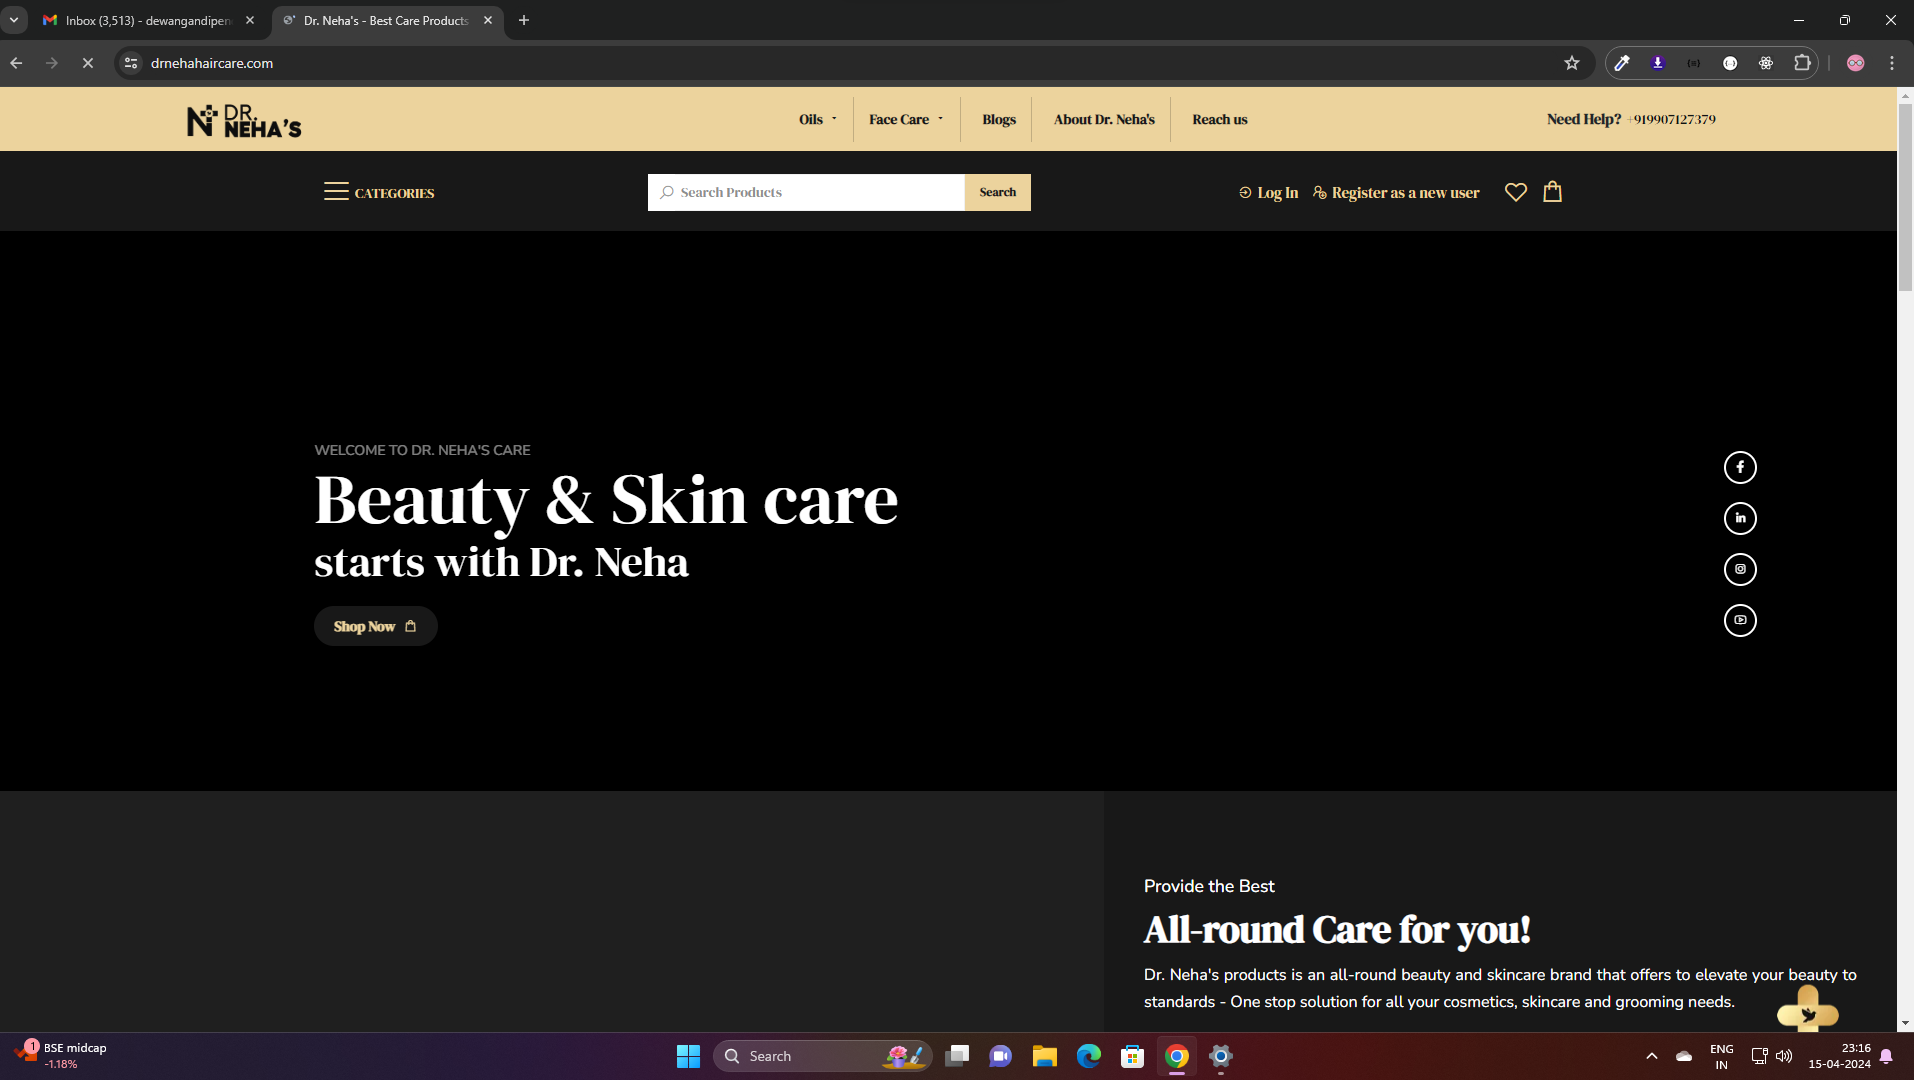 Inbox (3,513) - dewangandipen
Dr. Neha's - Best Care Products
drnehahaircare.com
DR.
NEHA'S
Oils
Face Care
Blogs
About Dr. Neha's
Reach us
Need Help? +919907127379
CATEGORIES
Search Products
Search
Log In
Register as a new user
WELCOME TO DR. NEHA'S CARE
Beauty & Skin care
starts with Dr. Neha
Shop Now
Provide the Best
All-round Care for you!
Dr. Neha's products is an all-round beauty and skincare brand that offers to elevate your beauty to
standards - One stop solution for all your cosmetics, skincare and grooming needs.
1
BSE midcap
-1.18%
Search
ENG
IN
23:16
15-04-2024